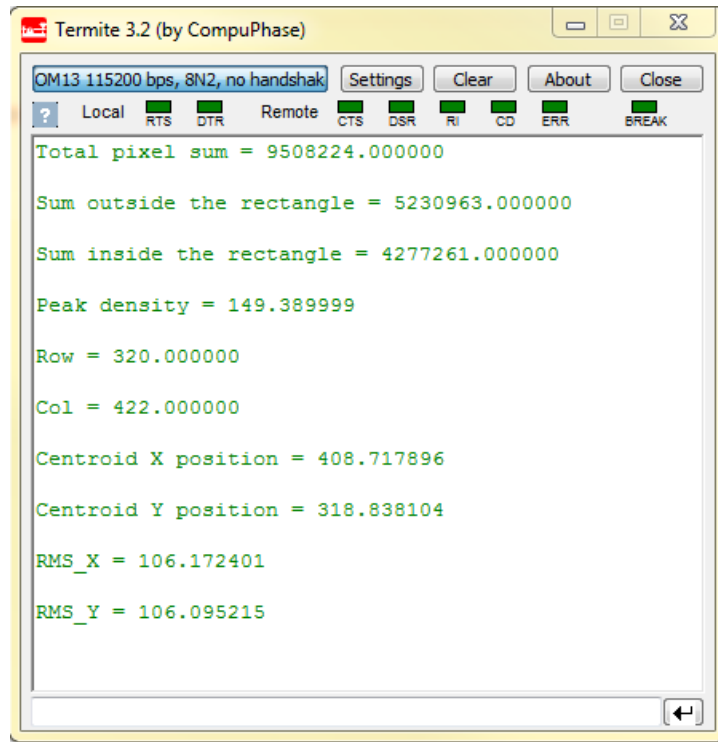 Termite 3.2 (by CompuPhase)
OM13 115200 bps, 8N2, no handshak Settings Clear About Close
? Local RTS DTR Remote CTS DSR RI CD ERR BREAK
Total pixel sum = 9508224.000000
Sum outside the rectangle = 5230963.000000
Sum inside the rectangle = 4277261.000000
Peak density = 149.389999
Row = 320.000000
Col = 422.000000
Centroid X position = 408.717896
Centroid Y position = 318.838104
RMS_X = 106.172401
RMS_Y = 106.095215